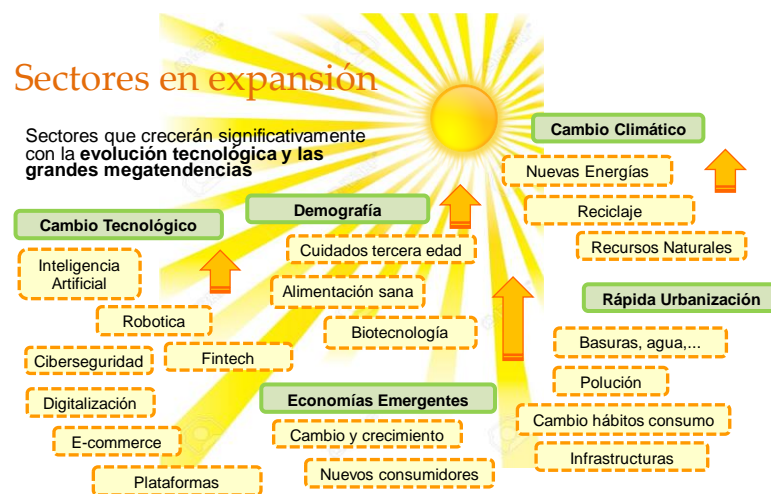 Sectores en expansión
Sectores que crecerán significativamente
con la evolución tecnológica y las
grandes megatendencias
Cambio Tecnológico
Inteligencia
Artificial
Robotica
Ciberseguridad
Fintech
Digitalización
E-commerce
Plataformas
Demografía
Cuidados tercera edad
Alimentación sana
Biotecnología
Economías Emergentes
Cambio y crecimiento
Nuevos consumidores
Cambio Climático
Nuevas Energías
Reciclaje
Recursos Naturales
Rápida Urbanización
Basuras, agua,...
Polución
Cambio hábitos consumo
Infrastructuras